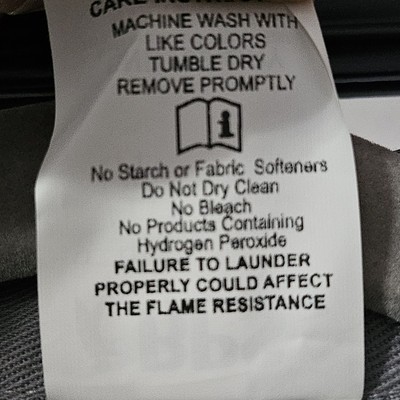 CARE
MACHINE WASH WITH
LIKE COLORS
TUMBLE DRY
REMOVE PROMPTLY
No Starch or Fabric Softeners
Do Not Dry Clean
No Bleach
No Products Containing
Hydrogen Peroxide
FAILURE TO LAUNDER
PROPERLY COULD AFFECT
THE FLAME RESISTANCE